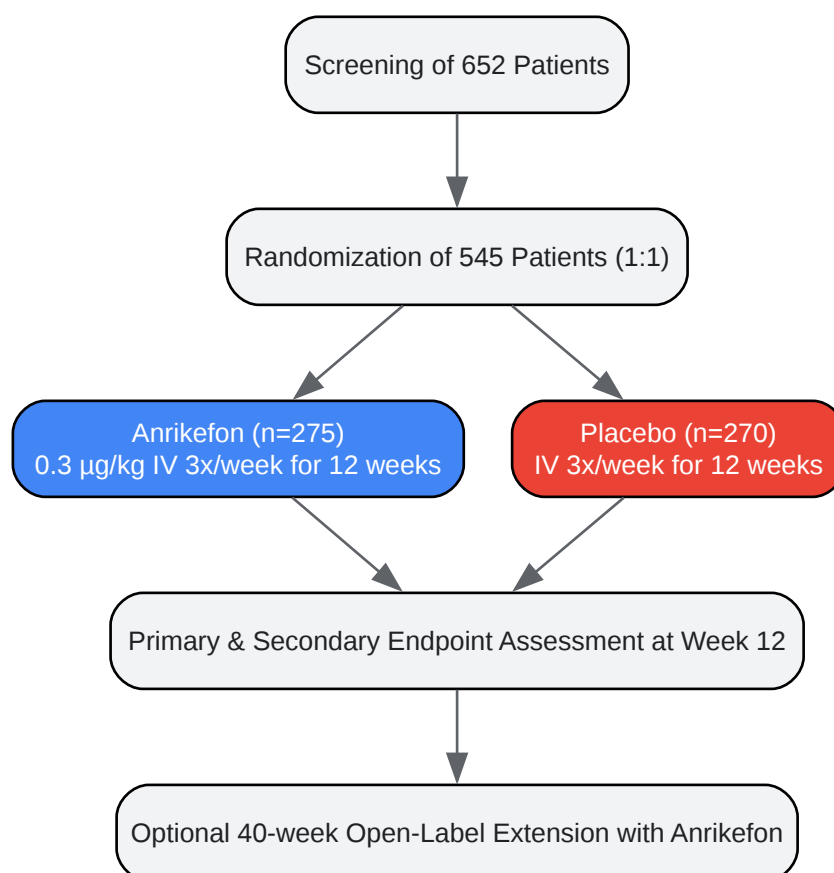 Screening of 652 Patients
Randomization of 545 Patients (1:1)
Anrikefon (n=275)
0.3 µg/kg IV 3x/week for 12 weeks
Placebo (n=270)
IV 3x/week for 12 weeks
Primary & Secondary Endpoint Assessment at Week 12
Optional 40-week Open-Label Extension with Anrikefon